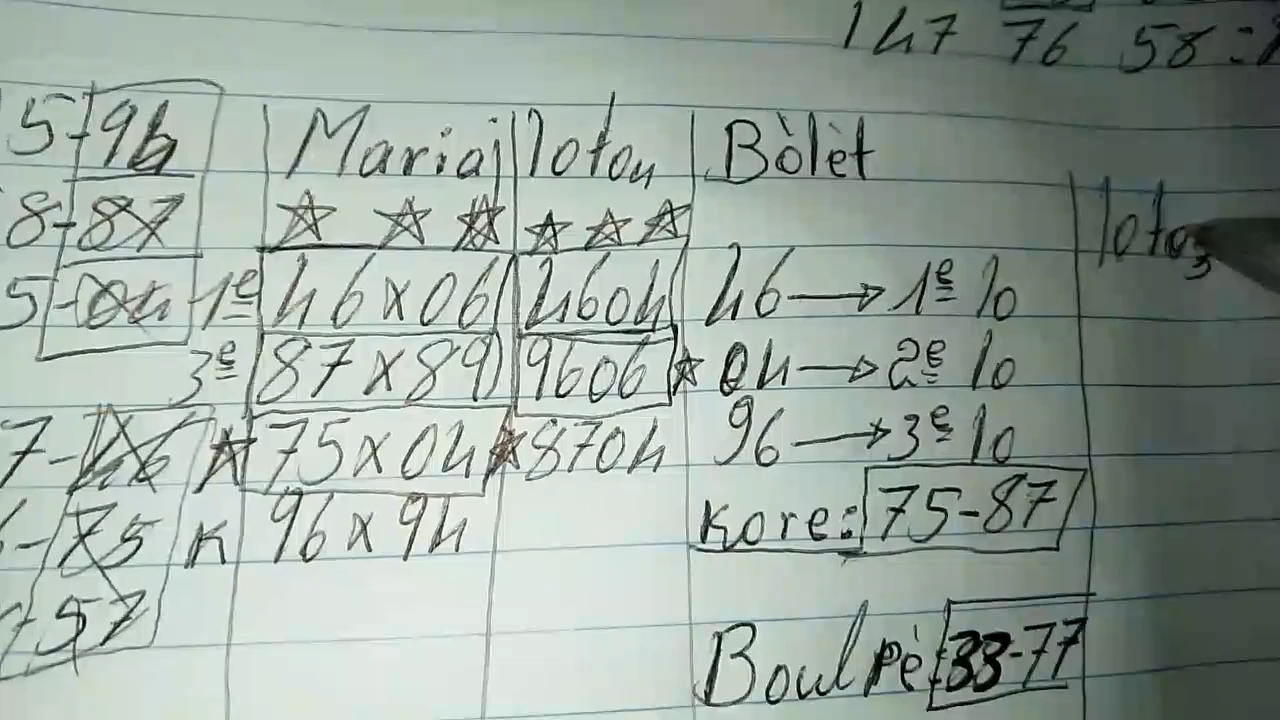 147 76 58 :
5-96
Mariaj loto4 Bòlèt
8-87
loto3
5-04 1e 46x06 4604 46 → 1e lo
3e 87x89 9606 04 → 2e lo
7-46 75x04 8704 96 → 3e lo
-75 K 96x94 Kore: 75-87
57
Boul Pè 33-77